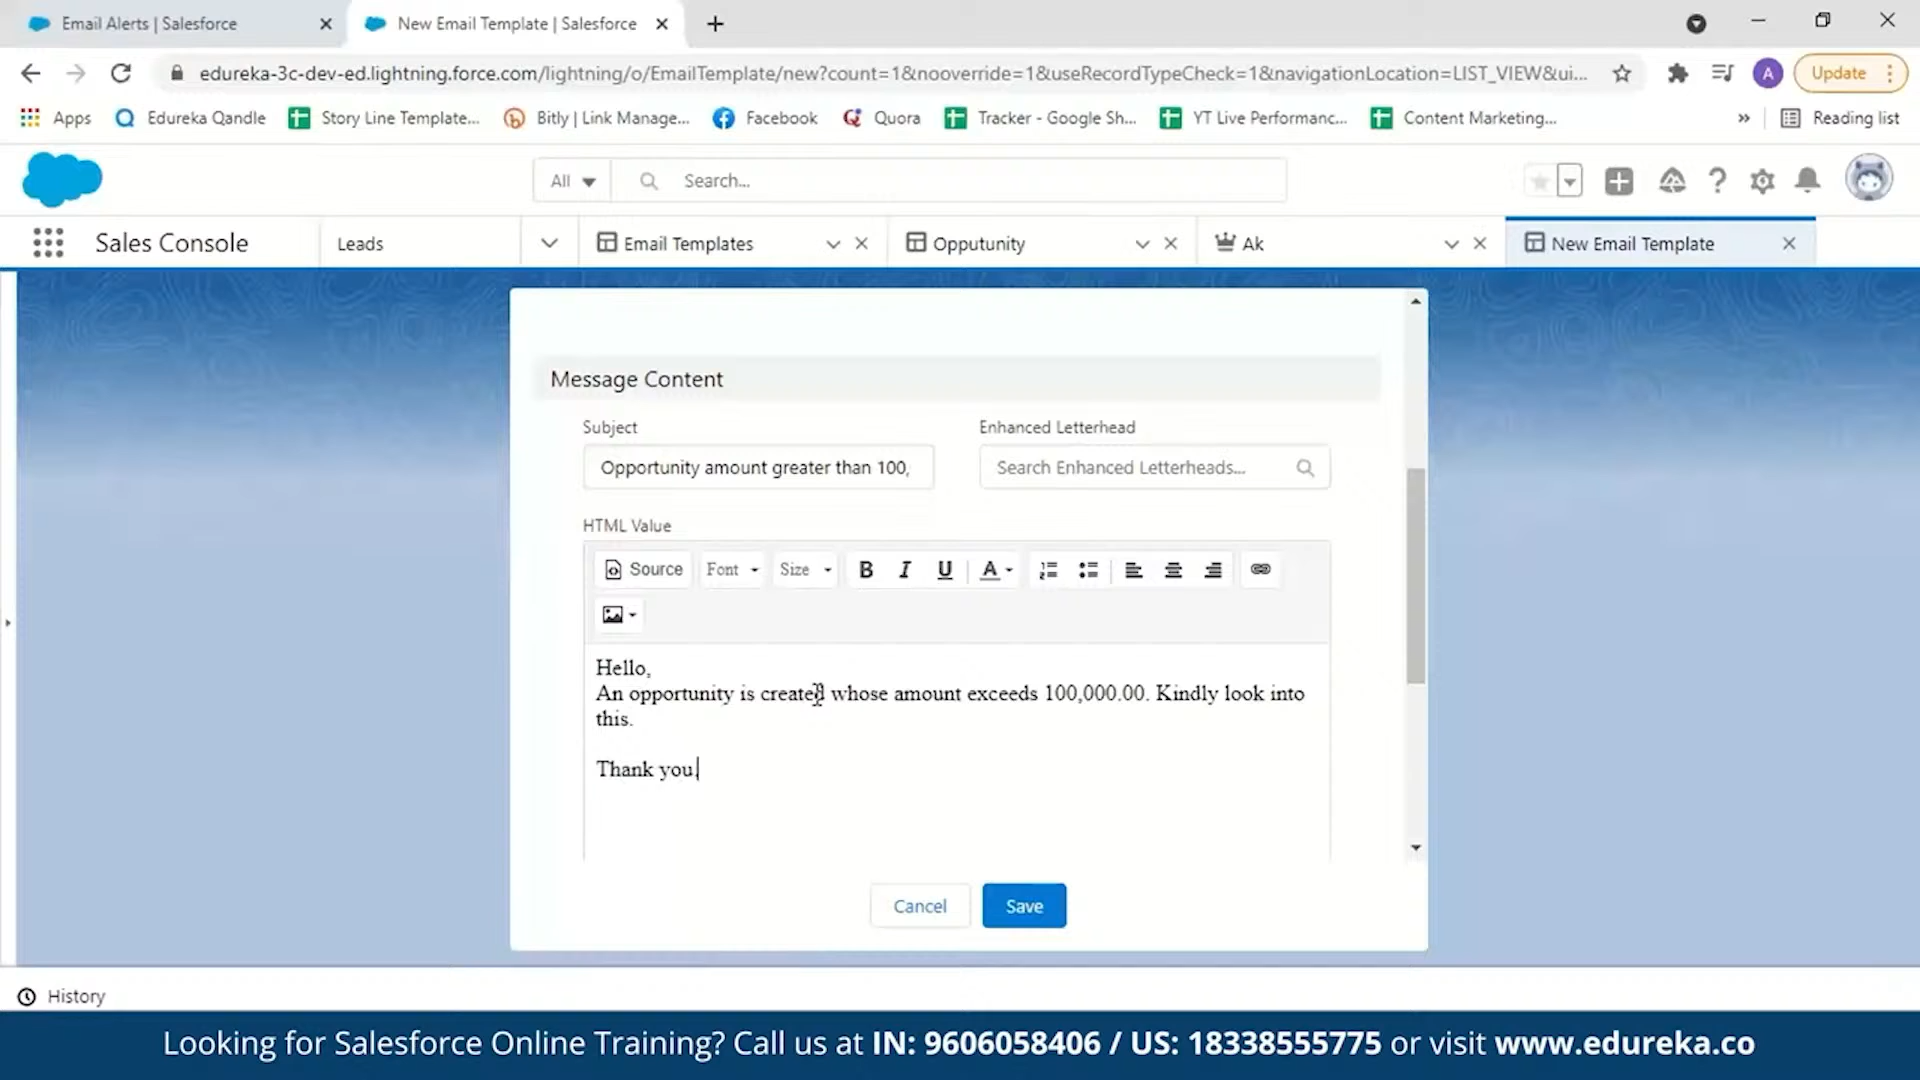 Email Alerts | Salesforce
New Email Template | Salesforce
edureka-3c-dev-ed.lightning.force.com/lightning/o/EmailTemplate/new?count=1&nooverride=1&useRecordTypeCheck=1&navigationLocation=LIST_VIEW&ui...
A
Update
Apps
Edureka Qandle
Story Line Template...
Bitly | Link Manage...
Facebook
Quora
Tracker - Google Sh...
YT Live Performanc...
Content Marketing...
»
Reading list
All
Search...
Sales Console
Leads
Email Templates
Opputunity
Ak
New Email Template
Message Content
Subject
Enhanced Letterhead
Opportunity amount greater than 100,
Search Enhanced Letterheads...
HTML Value
Source
Font
Size
B I U A
Hello,
An opportunity is created whose amount exceeds 100,000.00. Kindly look into
this.
Thank you.
Cancel
Save
History
Looking for Salesforce Online Training? Call us at IN: 9606058406 / US: 18338555775 or visit www.edureka.co